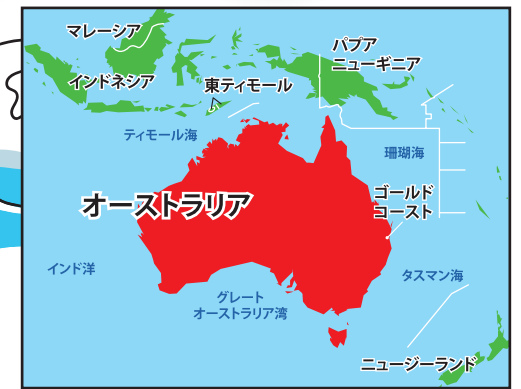 マレーシア
パプア
ニューギニア
インドネシア
東ティモール
ティモール海
珊瑚海
オーストラリア
ゴールド
コースト
インド洋
タスマン海
グレート
オーストラリア湾
ニュージーランド